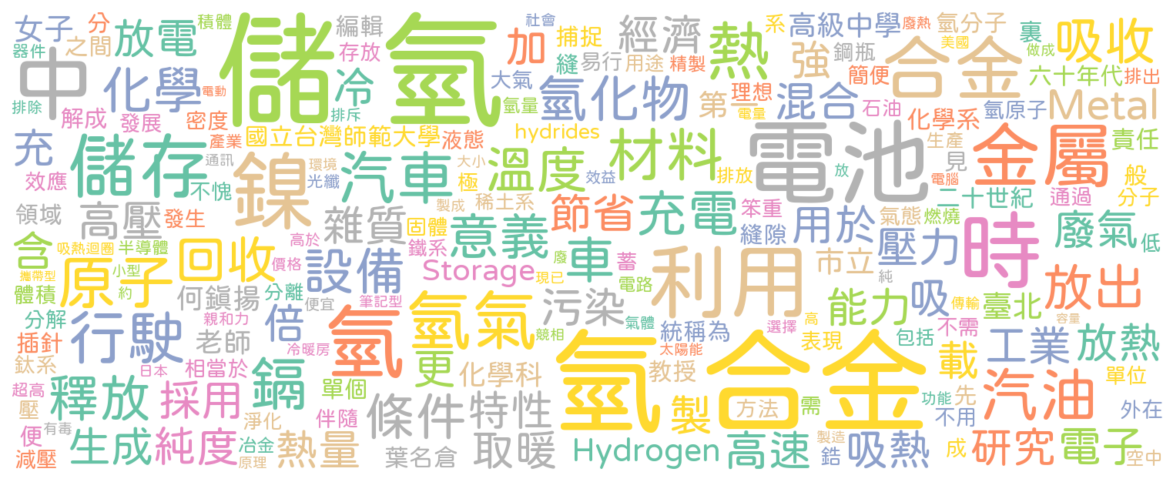 女子 分 積體 儲氫 編輯 社會 加 捕捉 經濟 熱 系 高級中學 廢熱 氫分子 裏 吸收
器件 之間 放電 存放 大氣 縫 易行 用途 鋼瓶 精製 強 合金 美國 做成
中 化學 電動 冷 氫化物 理想 簡便 六十年代 排出
排除 解成 發展 密度 排斥 氫量 第一 電量 混合 石油 氫原子 Metal
充 產業 國立台灣師範大學 液態 hydrides 材料 電池 化學系 生產 金屬 責任
儲存 通訊 鎳 環境 汽車 大小 溫度 效益 排放 放 見 電腦 般
效應 不愧 光纖 極 稀土系 製成 節省 充電 笨重 二十世紀 通過 分子
領域 高壓 發生 雜質 固體 意義 縫隙 用於 氣態 燃燒 時 廢氣 低
含 吸熱迴圈 半導體 回收 高於 鐵系 車 利用 市立 壓力
攜帶型 小型 原子 價格 設備 Storage 廢 蓄 電路 能力 吸 純 放出
體積 約 何鎮揚 分離 便宜 筆記型 污染 傳輸 臺北
分解 行駛 親和力 倍 氫 氫氣 競相 氣體 統稱為 選擇 高 包括 不需 容量 工業 放熱
插針 老師 冷暖房 氫合金 太陽能 表現
鈦系 日本 相當於 鎘 更 單個 化學科 教授 載 單位
超高 釋放 採用 條件 特性 製 方法 需 功能 先 汽油
壓 淨化 伴隨 不用 外在
便 有毒 生成 純度 冶金 熱量 取暖 Hydrogen 高速 製造 吸熱 成 研究 電子
減壓 原理 葉名倉 鋯 空中